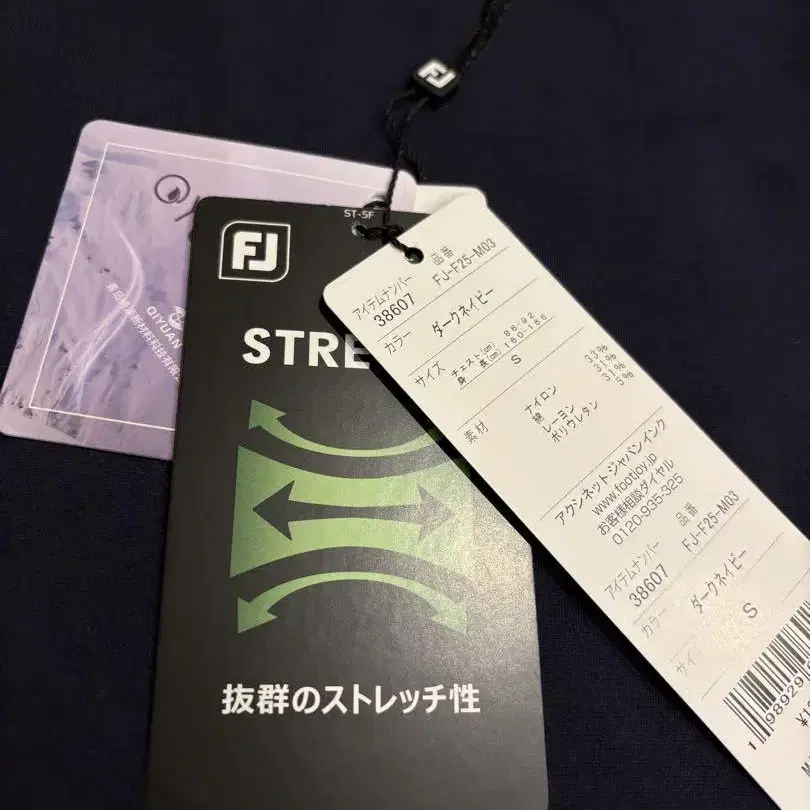 FJ
QIYUAN
ST-5F
FJ
STRE
抜群のストレッチ性
アイテムナンバー 品番
38607 FJ-F25-M03
カラー ダークネイビー
サイズ チェスト(cm) 86-92
身 長(cm) 160-165
S
素材 ナイロン 33%
綿 31%
レーヨン 31%
ポリウレタン 5%
アクシネット・ジャパンインク
www.footjoy.jp
お客様相談ダイヤル
0120-935-325
アイテムナンバー 品番
38607 FJ-F25-M03
カラー ダークネイビー
サイ S
1 98929